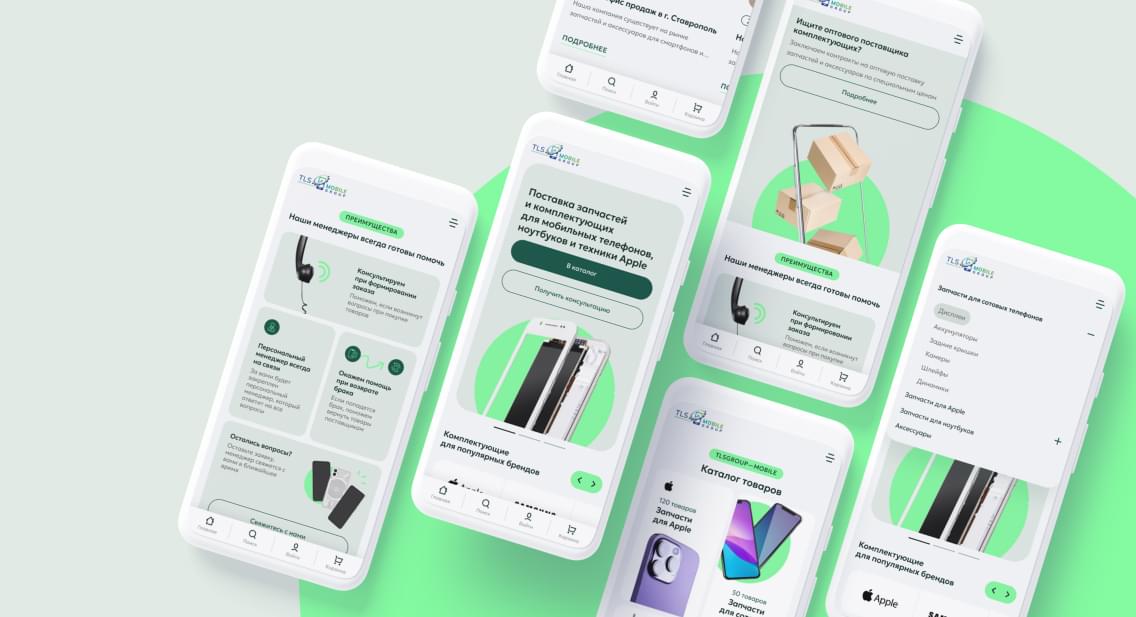 TLS MOBILE
GROUP
ПРЕИМУЩЕСТВА
Наши менеджеры всегда готовы помочь
Консультируем
при формировании
заказа
Поможем, если возникнут
вопросы при покупке
товаров
Персональный
менеджер всегда
на связи
За вами будет
закреплен
персональный
менеджер, который
ответит на все
вопросы
Окажем помощь
при возврате
брака
Если попадется
брак, поможем
вернуть товары
поставщикам
Остались вопросы?
Оставьте заявку,
менеджер свяжется с
вами в ближайшее
время
Свяжитесь с нами
Главная
Поиск
Войти
Корзина
TLS MOBILE
GROUP
Поставка запчастей
и комплектующих
для мобильных телефонов,
ноутбуков и техники Apple
В каталог
Получить консультацию
Комплектующие
для популярных брендов
Apple
SAMSUNG
Главная
Поиск
Войти
Корзина
офис продаж в г. Ставрополь
Наша компания существует на рынке
запчастей и аксессуаров для смартфонов и...
ПОДРОБНЕЕ
Главная
Поиск
Войти
Корзина
MOBILE
GROUP
Ищите оптового поставщика
комплектующих?
Заключаем контракты на оптовую поставку
запчастей и аксессуаров по специальным ценам
Подробнее
ПРЕИМУЩЕСТВА
Наши менеджеры всегда готовы помочь
Консультируем
при формировании
заказа
Поможем, если возникнут
вопросы при покупке
Главная
Поиск
Войти
Корзина
TLS MOBILE
GROUP
TLSGROUP—MOBILE
Каталог товаров
120 товаров
Запчасти
для Apple
50 товаров
Запчасти
TLS MOBILE
GROUP
Запчасти для сотовых телефонов
Дисплеи
Аккумуляторы
Задние крышки
Камеры
Шлейфы
Динамики
Запчасти для Apple
Запчасти для ноутбуков
Аксессуары
Комплектующие
для популярных брендов
Apple